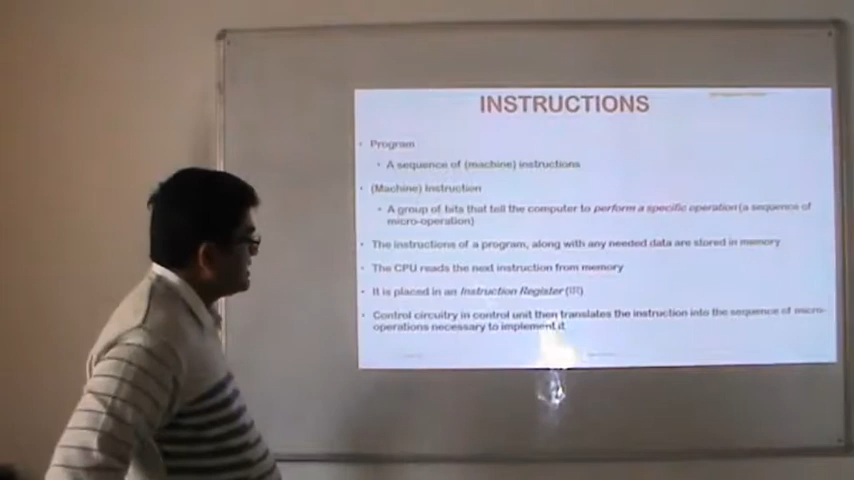 INSTRUCTIONS
• Program
• A sequence of (machine) instructions
• (Machine) Instruction
• A group of bits that tell the computer to perform a specific operation (a sequence of
micro-operation)
• The instructions of a program, along with any needed data are stored in memory
• The CPU reads the next instruction from memory
• It is placed in an Instruction Register (IR)
• Control circuitry in control unit then translates the instruction into the sequence of micro-
operations necessary to implement it